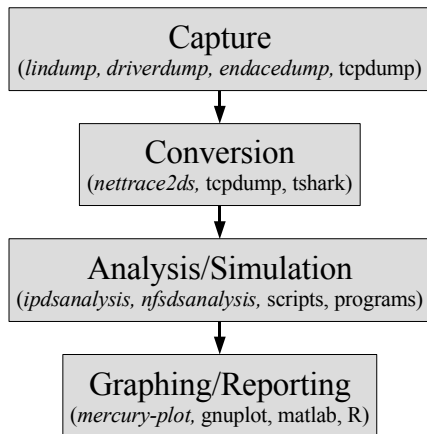 Capture
(lindump, driverdump, endacedump, tcpdump)
Conversion
(nettrace2ds, tcpdump, tshark)
Analysis/Simulation
(ipdsanalysis, nfsdsanalysis, scripts, programs)
Graphing/Reporting
(mercury-plot, gnuplot, matlab, R)